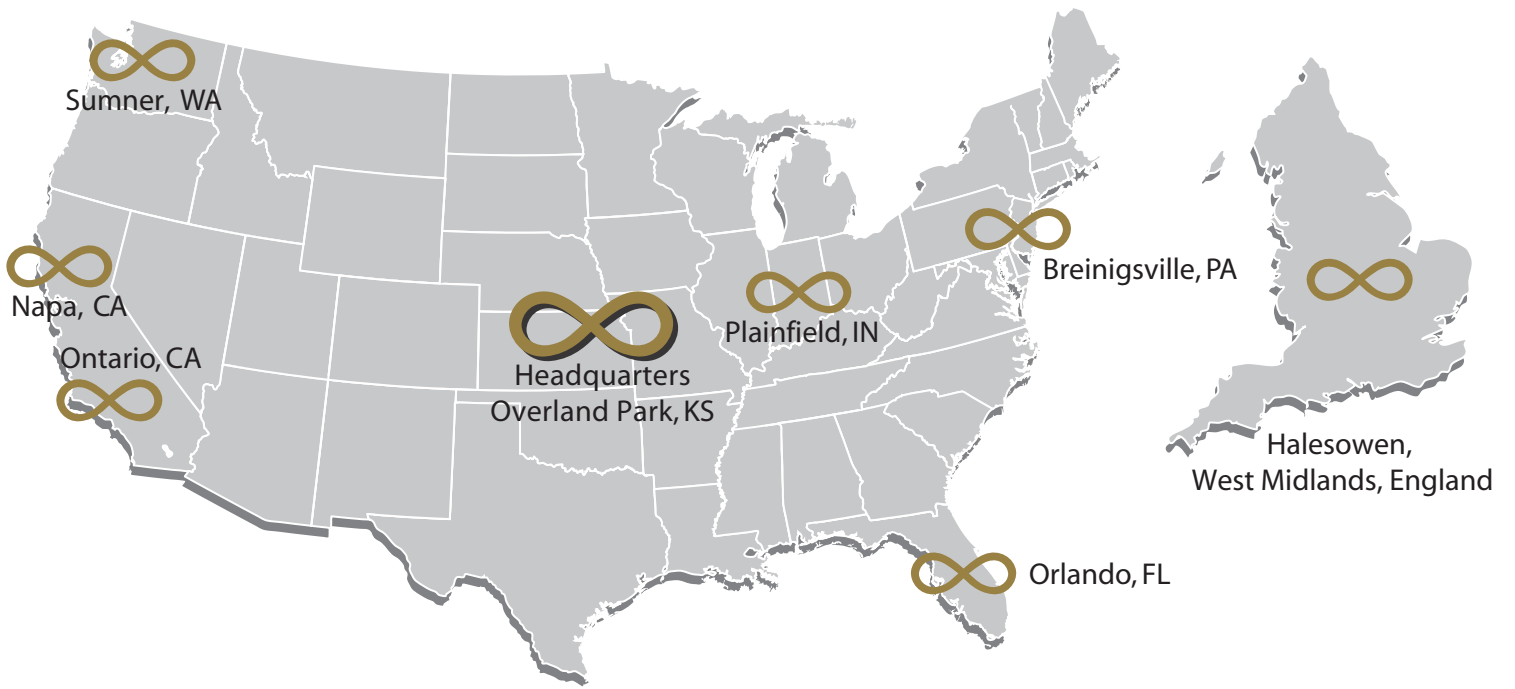 Sumner, WA
Napa, CA
Ontario, CA
Headquarters
Overland Park, KS
Plainfield, IN
Breinigsville, PA
Orlando, FL
Halesowen,
West Midlands, England